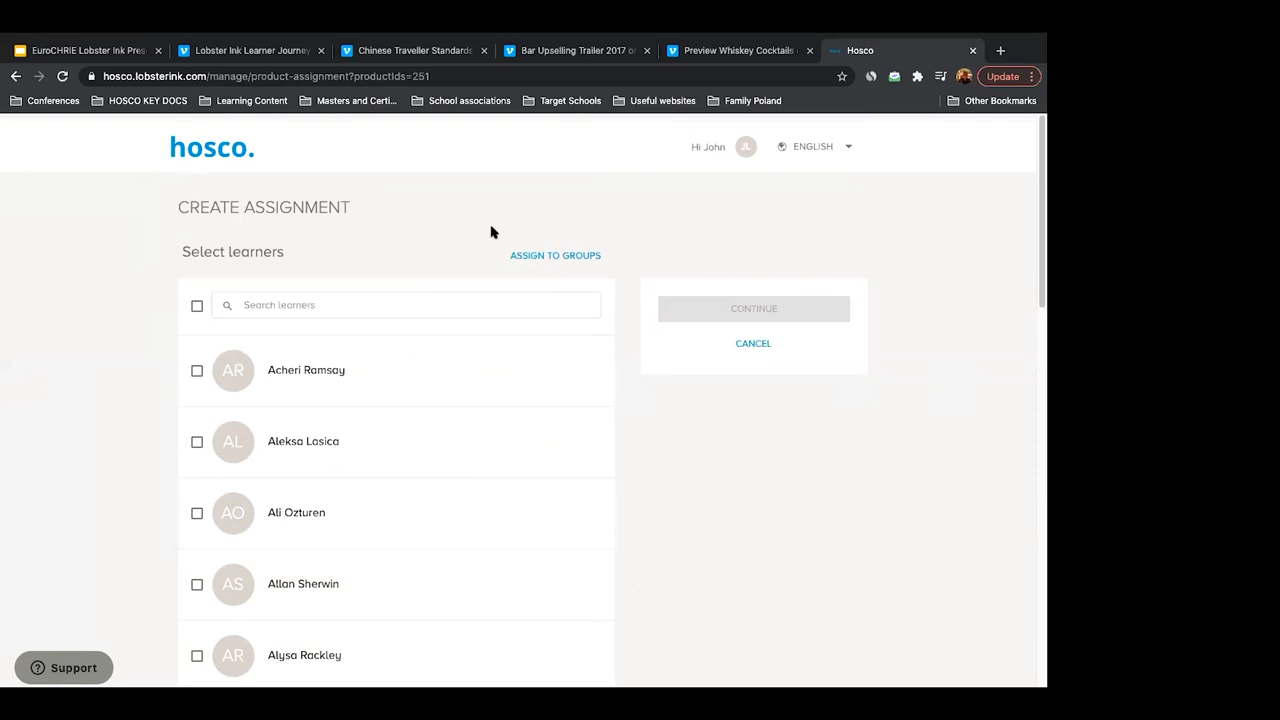 EuroCHRIE Lobster Ink Pres
Lobster Ink Learner Journey
Chinese Traveller Standards
Bar Upselling Trailer 2017 o
Preview Whiskey Cocktails
Hosco
hosco.lobsterink.com/manage/product-assignment?productIds=251
Update
Conferences
HOSCO KEY DOCS
Learning Content
Masters and Certi...
School associations
Target Schools
Useful websites
Family Poland
Other Bookmarks
hosco.
Hi John
JL
ENGLISH
CREATE ASSIGNMENT
Select learners
ASSIGN TO GROUPS
Search learners
CONTINUE
CANCEL
AR
Acheri Ramsay
AL
Aleksa Lasica
AO
Ali Ozturen
AS
Allan Sherwin
AR
Alysa Rackley
Support